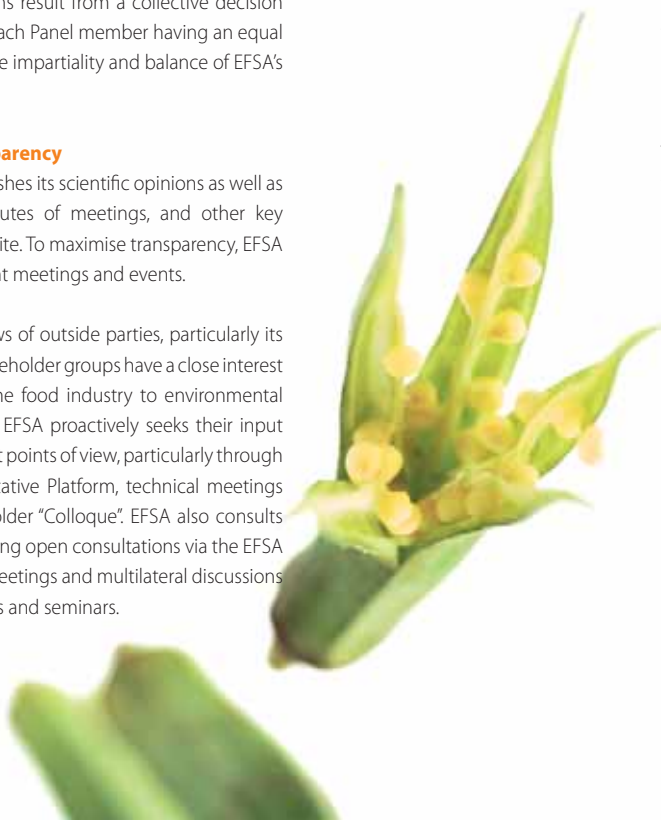 ns result from a collective decision
ach Panel member having an equal
e impartiality and balance of EFSA's
parency
shes its scientific opinions as well as
utes of meetings, and other key
ite. To maximise transparency, EFSA
at meetings and events.
ws of outside parties, particularly its
eholder groups have a close interest
he food industry to environmental
EFSA proactively seeks their input
t points of view, particularly through
tative Platform, technical meetings
older "Colloque". EFSA also consults
ng open consultations via the EFSA
eetings and multilateral discussions
s and seminars.